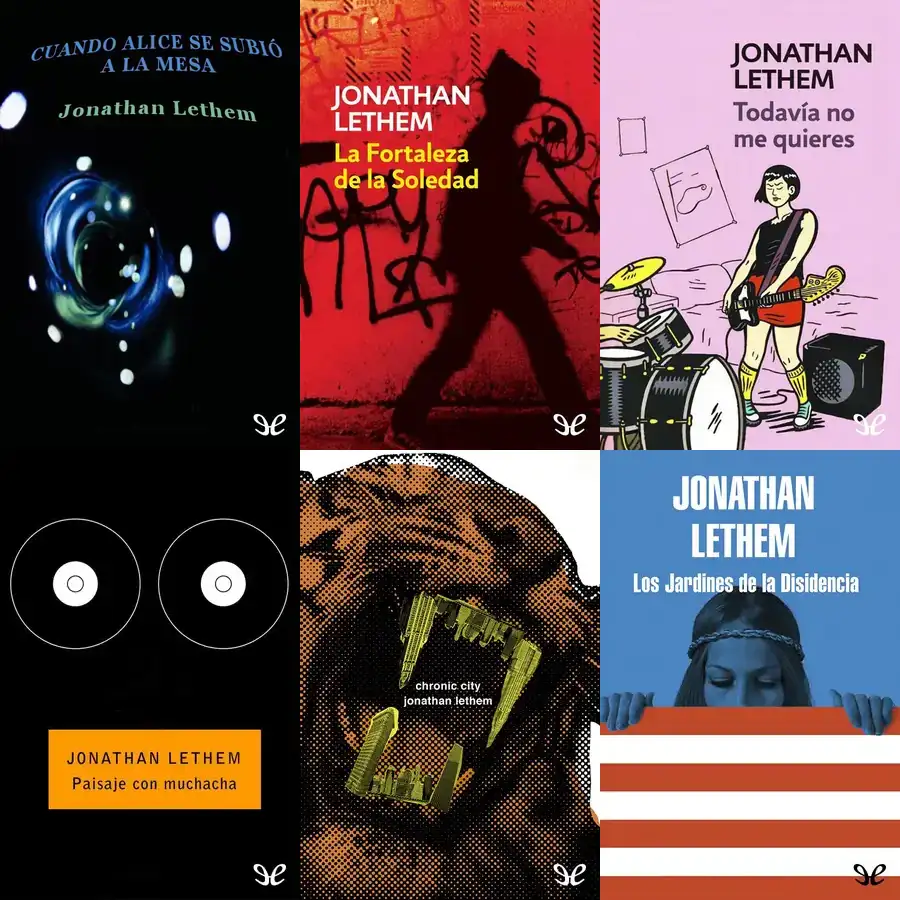 CUANDO ALICE SE SUBIÓ
A LA MESA
Jonathan Lethem
JONATHAN
LETHEM
La Fortaleza
de la Soledad
JONATHAN
LETHEM
Todavía no
me quieres
JONATHAN LETHEM
Paisaje con muchacha
chronic city
jonathan lethem
JONATHAN
LETHEM
Los Jardines de la Disidencia